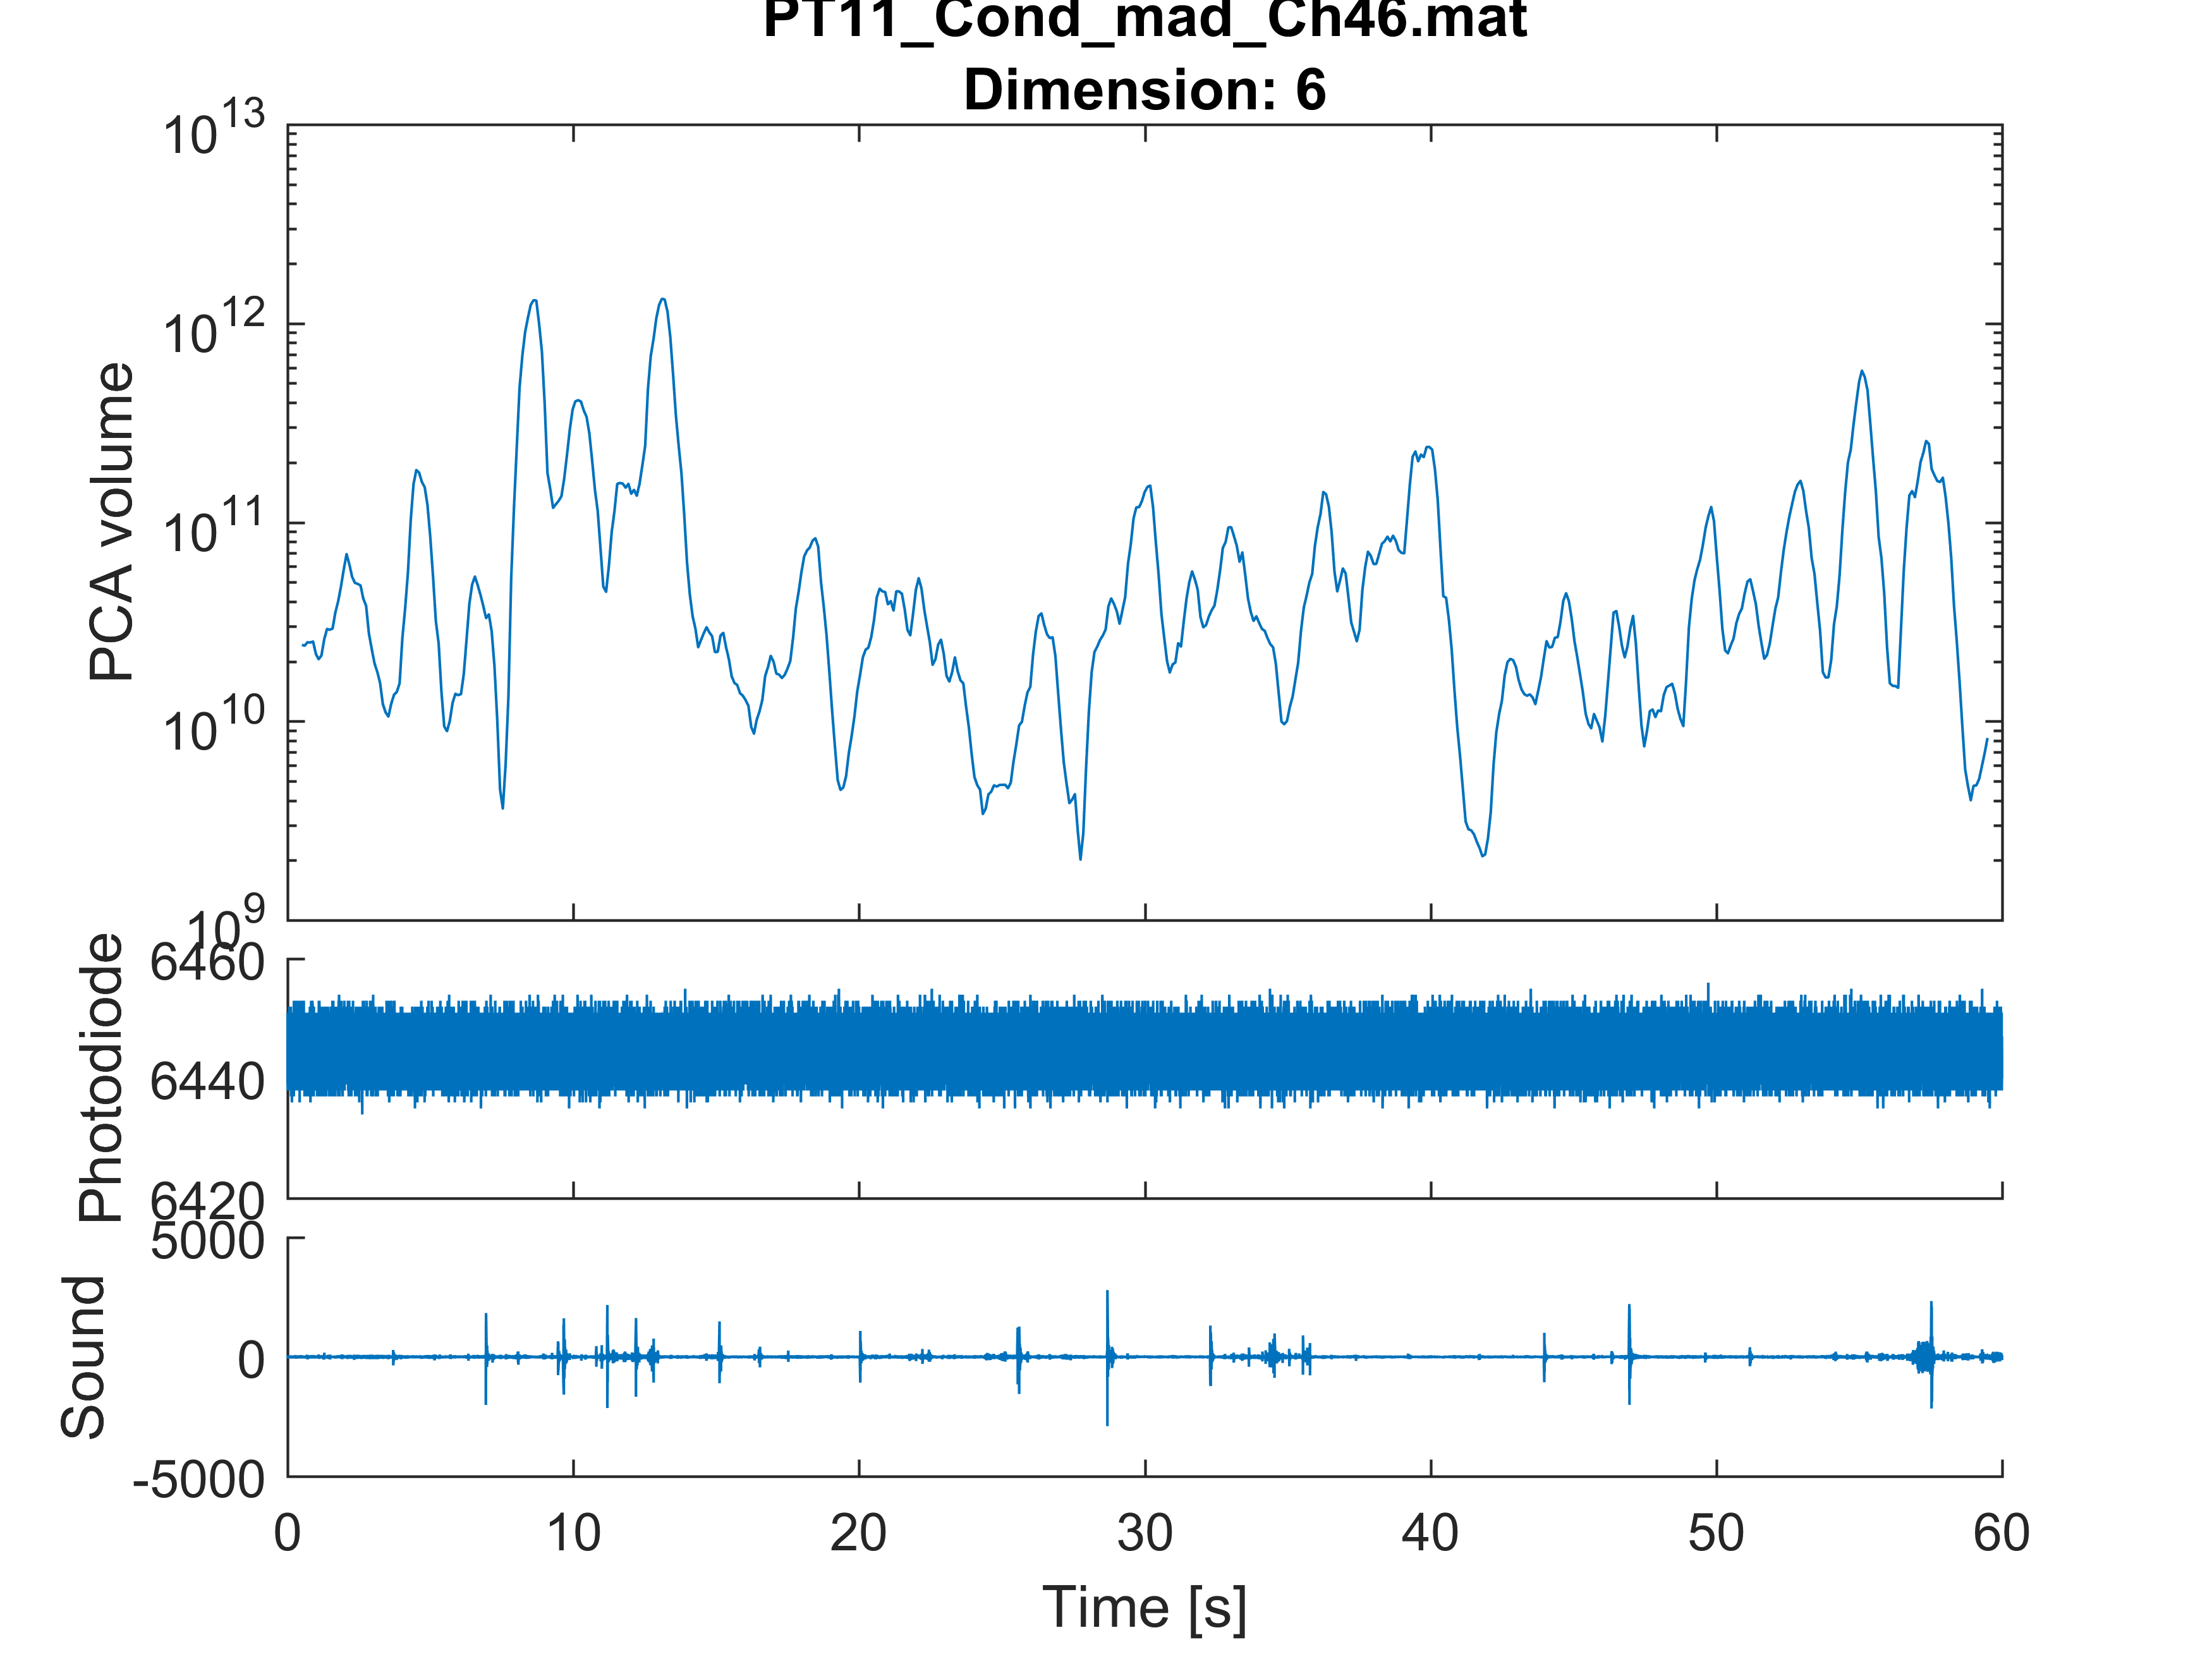 PT11_Cond_mad_Ch46.mat
Dimension: 6
10^13
10^12
10^11
10^10
10^9
PCA volume
6460
6440
6420
Photodiode
5000
0
-5000
Sound
0 10 20 30 40 50 60
Time [s]